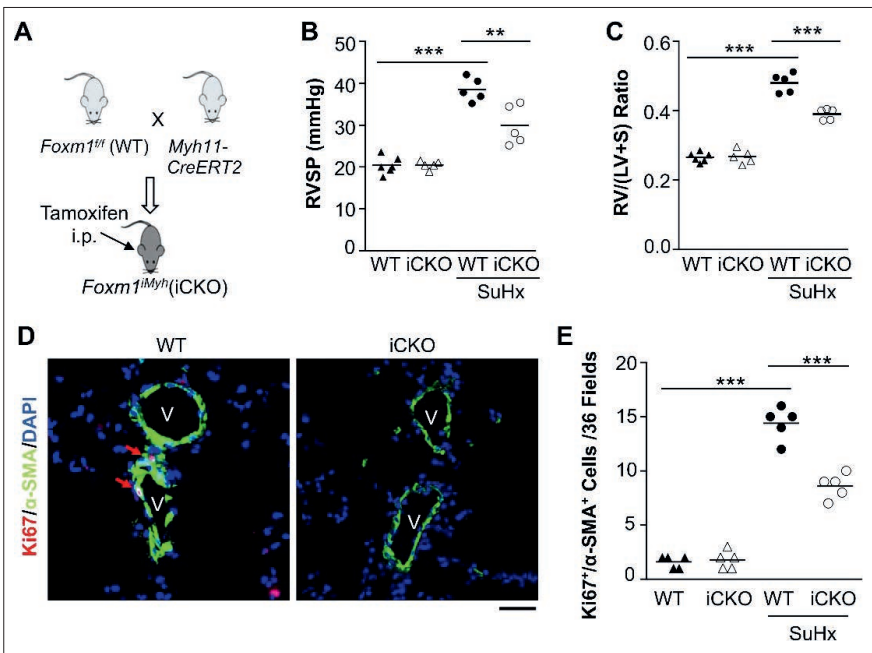 A
Foxm1f/f (WT)
X
Myh11-
CreERT2
Tamoxifen
i.p.
Foxm1iMyh(iCKO)
B
RVSP (mmHg)
50
40
30
20
10
0
***
**
WT iCKO WT iCKO
SuHx
C
RV/(LV+S) Ratio
0.6
0.4
0.2
0.0
***
***
WT iCKO WT iCKO
SuHx
D
WT
iCKO
Ki67/α-SMA/DAPI
V
V
V
V
E
Ki67+/α-SMA+ Cells /36 Fields
20
15
10
5
0
***
***
WT iCKO WT iCKO
SuHx